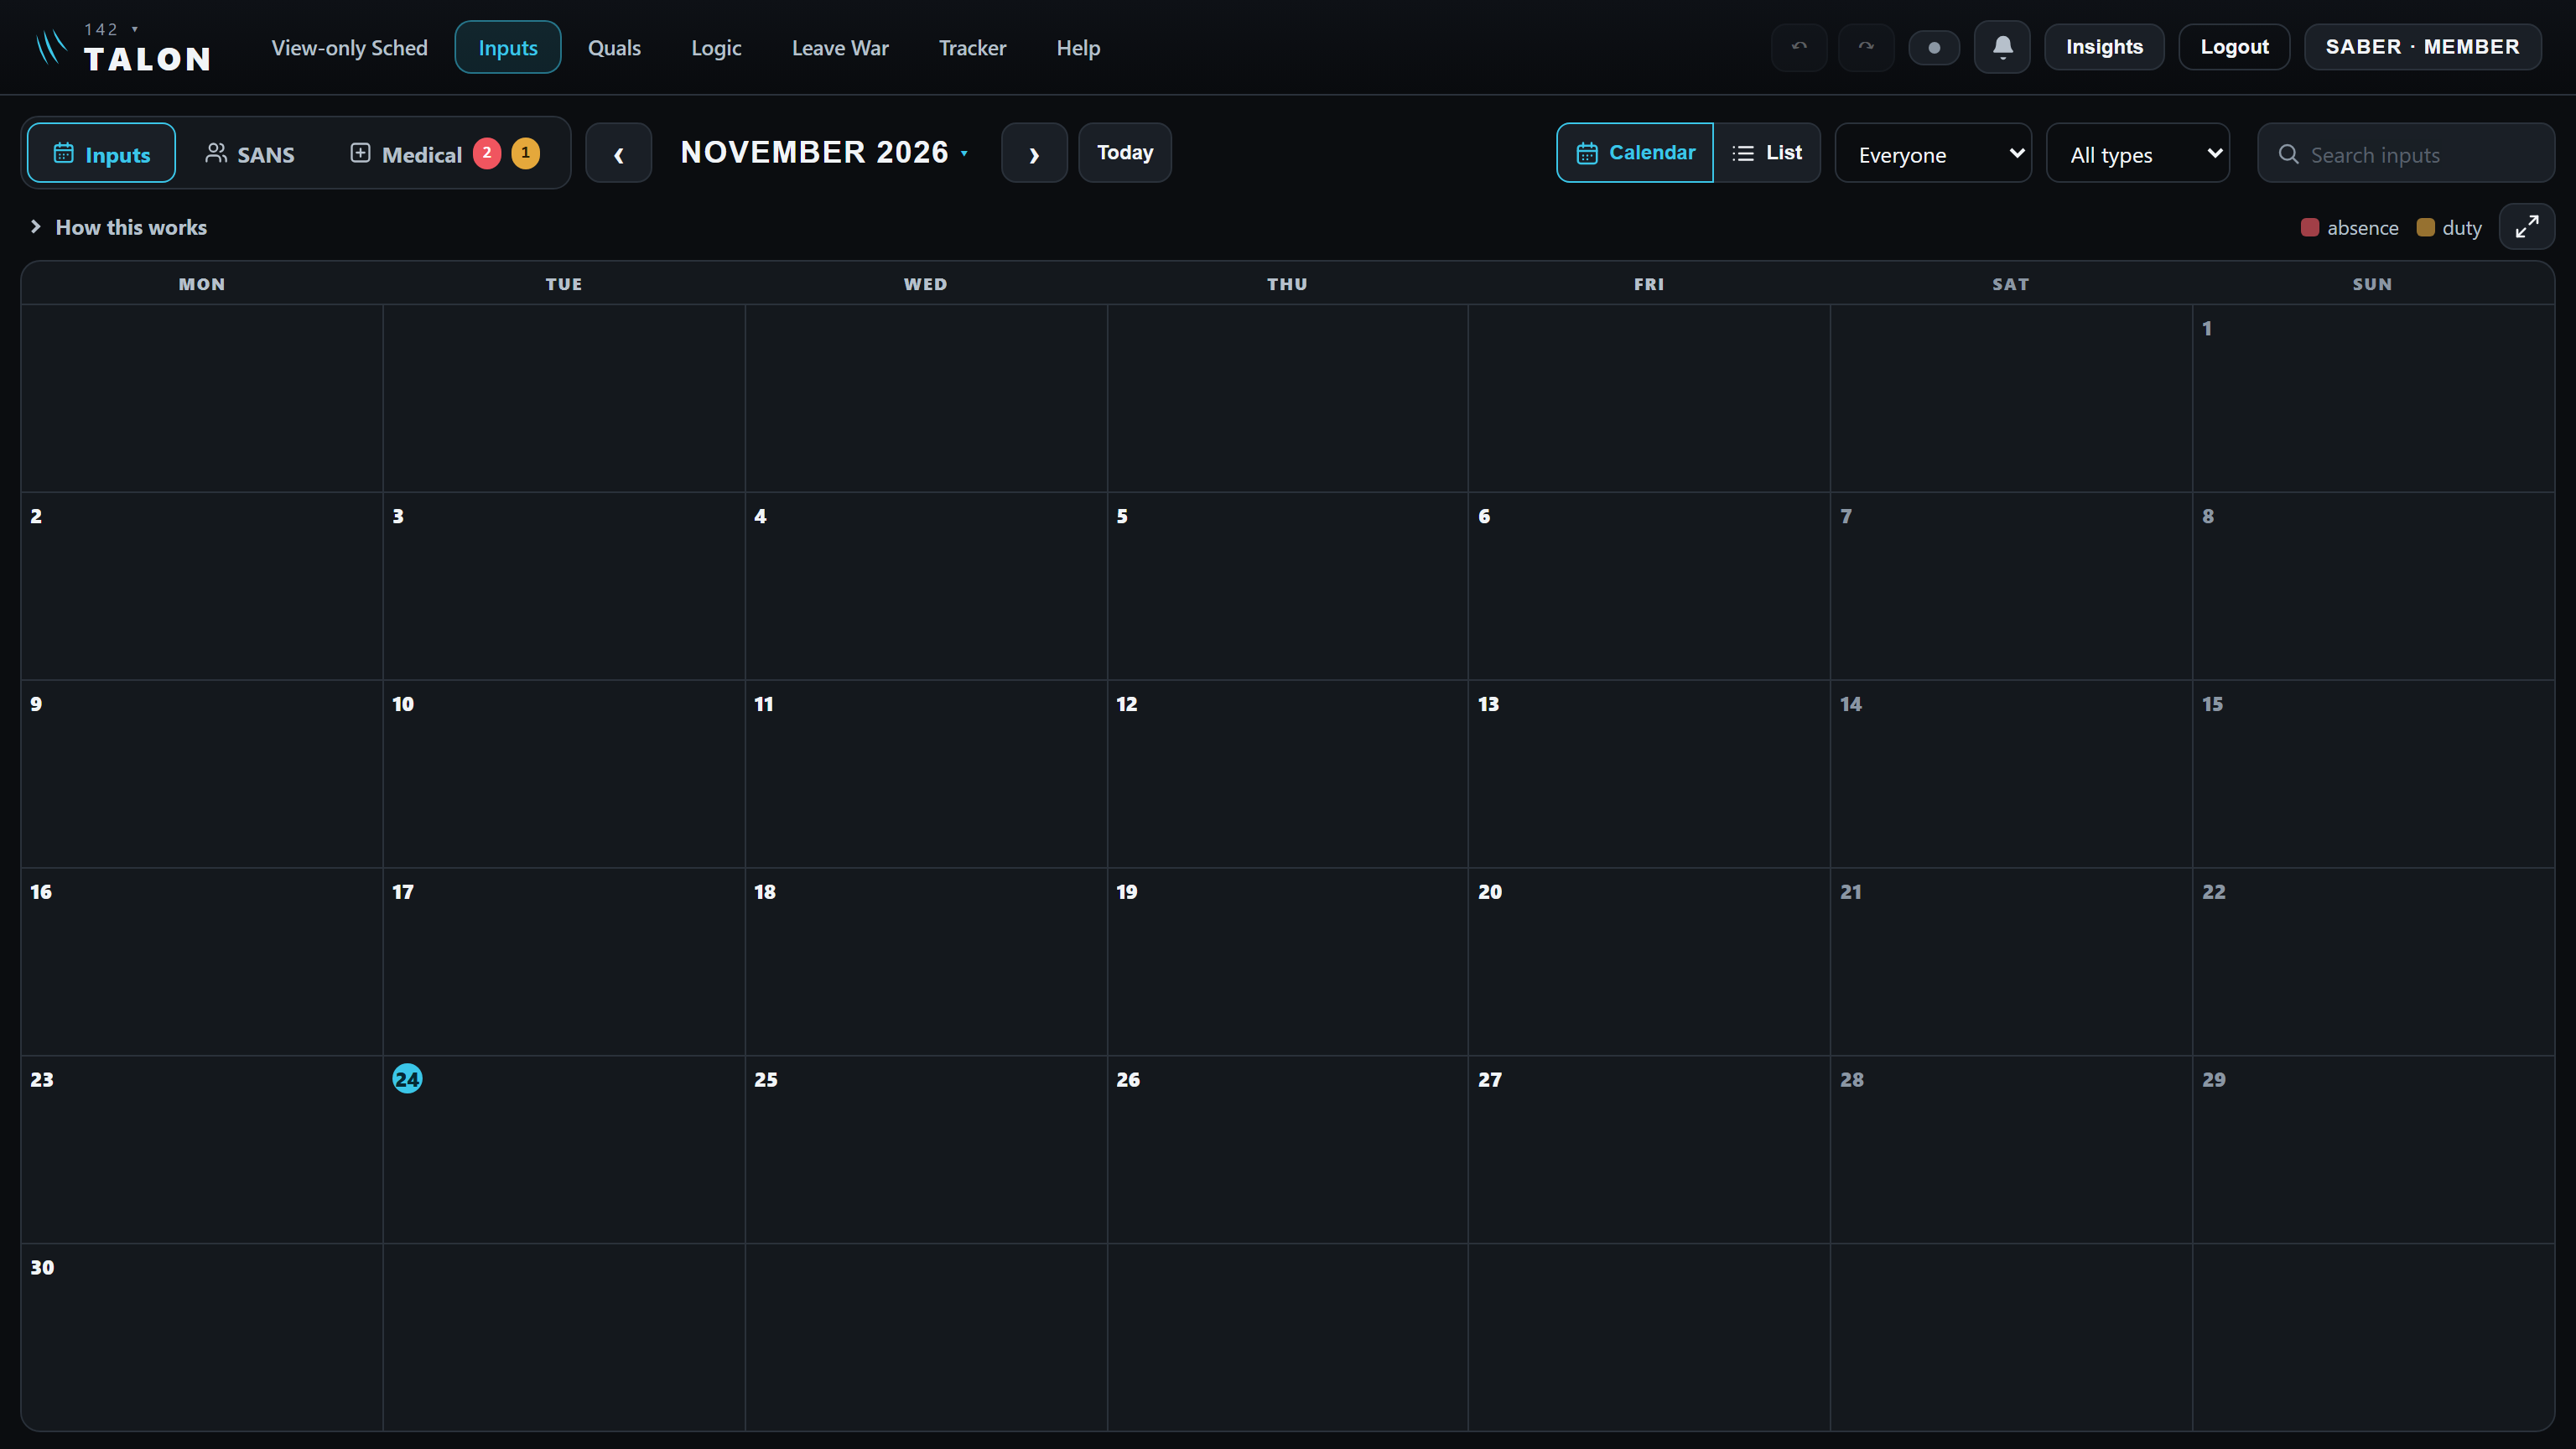 142 ▾
TALON
View-only Sched Inputs Quals Logic Leave War Tracker Help
Insights Logout SABER · MEMBER
Inputs SANS Medical 2 1 ‹ NOVEMBER 2026 ▾ › Today
Calendar List Everyone All types Search inputs
How this works
absence duty
MON TUE WED THU FRI SAT SUN
1
2 3 4 5 6 7 8
9 10 11 12 13 14 15
16 17 18 19 20 21 22
23 24 25 26 27 28 29
30